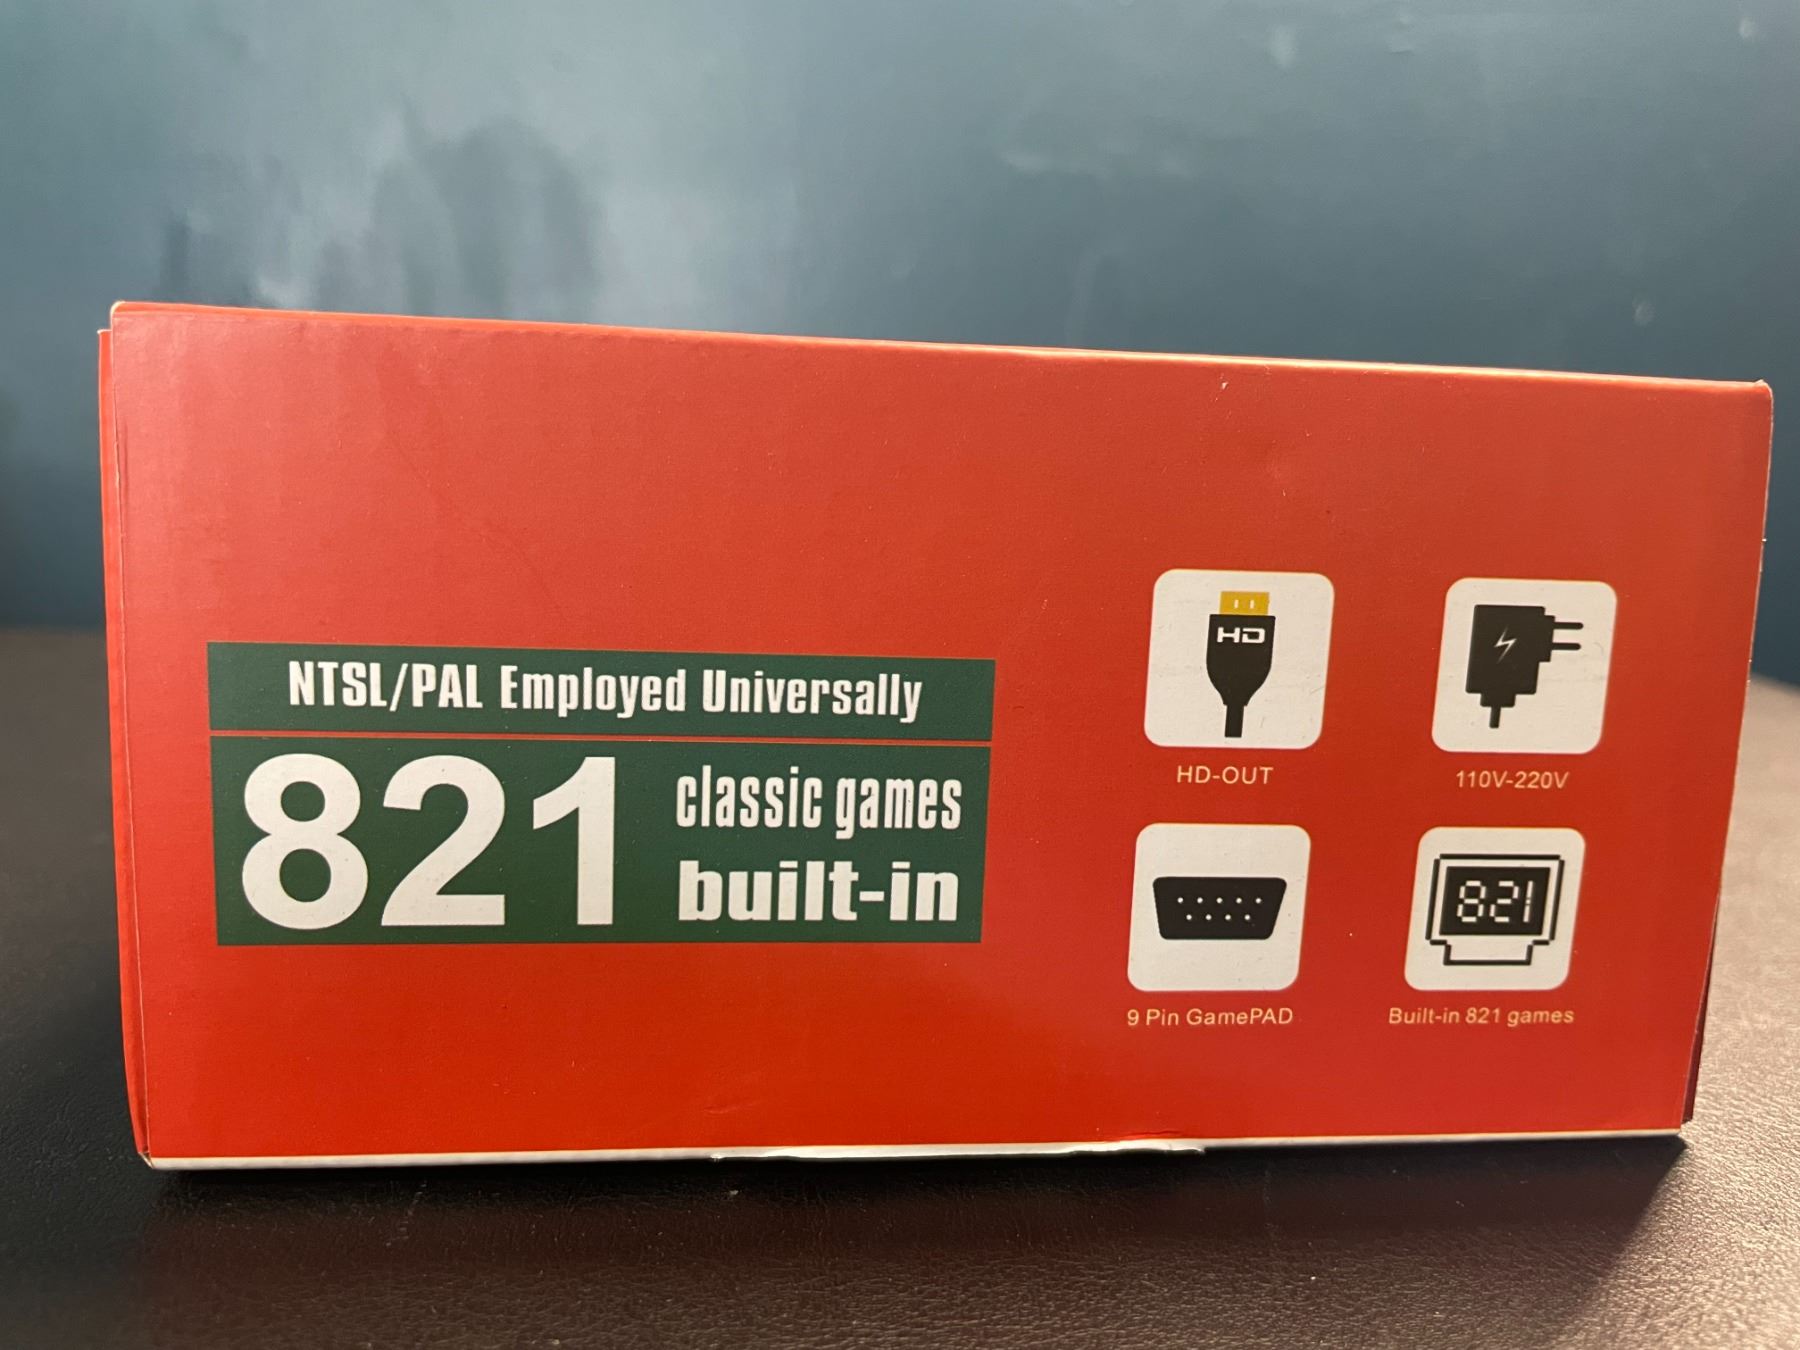 NTSL/PAL Employed Universally
821 classic games
built-in
HD
HD-OUT
110V-220V
9 Pin GamePAD
821
Built-in 821 games